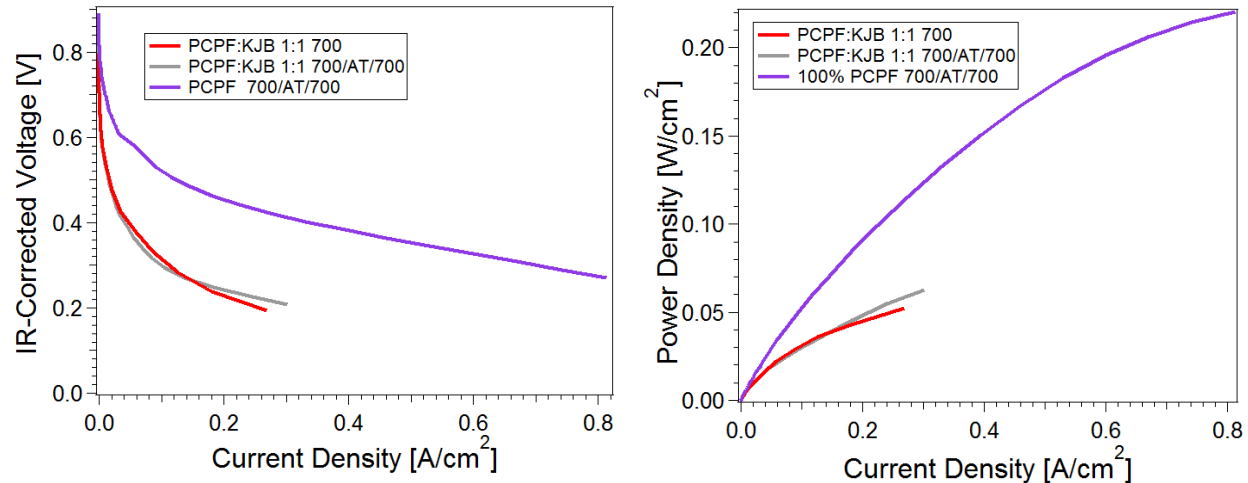 IR-Corrected Voltage [V]
0.8
0.6
0.4
0.2
0.0
PCPF:KJB 1:1 700
PCPF:KJB 1:1 700/AT/700
PCPF 700/AT/700
0.0 0.2 0.4 0.6 0.8
Current Density [A/cm2]
Power Density [W/cm2]
0.20
0.15
0.10
0.05
0.00
PCPF:KJB 1:1 700
PCPF:KJB 1:1 700/AT/700
100% PCPF 700/AT/700
0.0 0.2 0.4 0.6 0.8
Current Density [A/cm2]